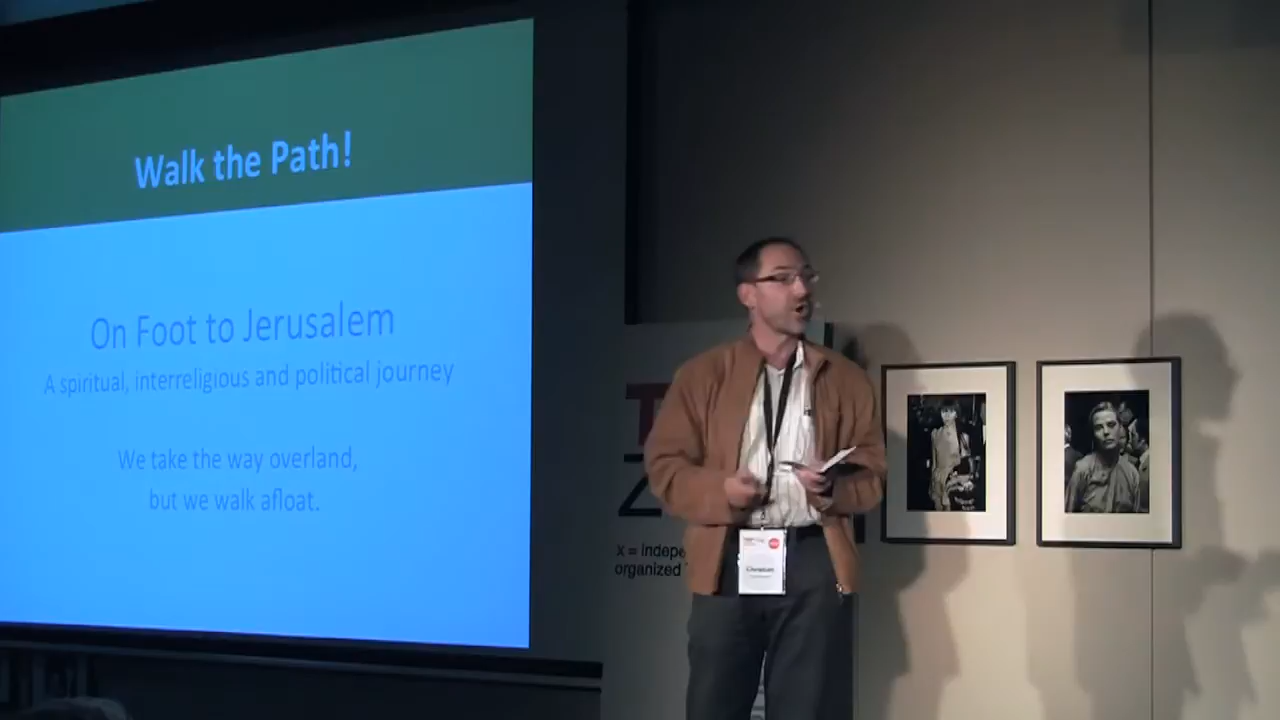 Walk the Path!
On Foot to Jerusalem
A spiritual, interreligious and political journey
We take the way overland,
but we walk afloat.
T
Z
x = indepe
organized T
Christian